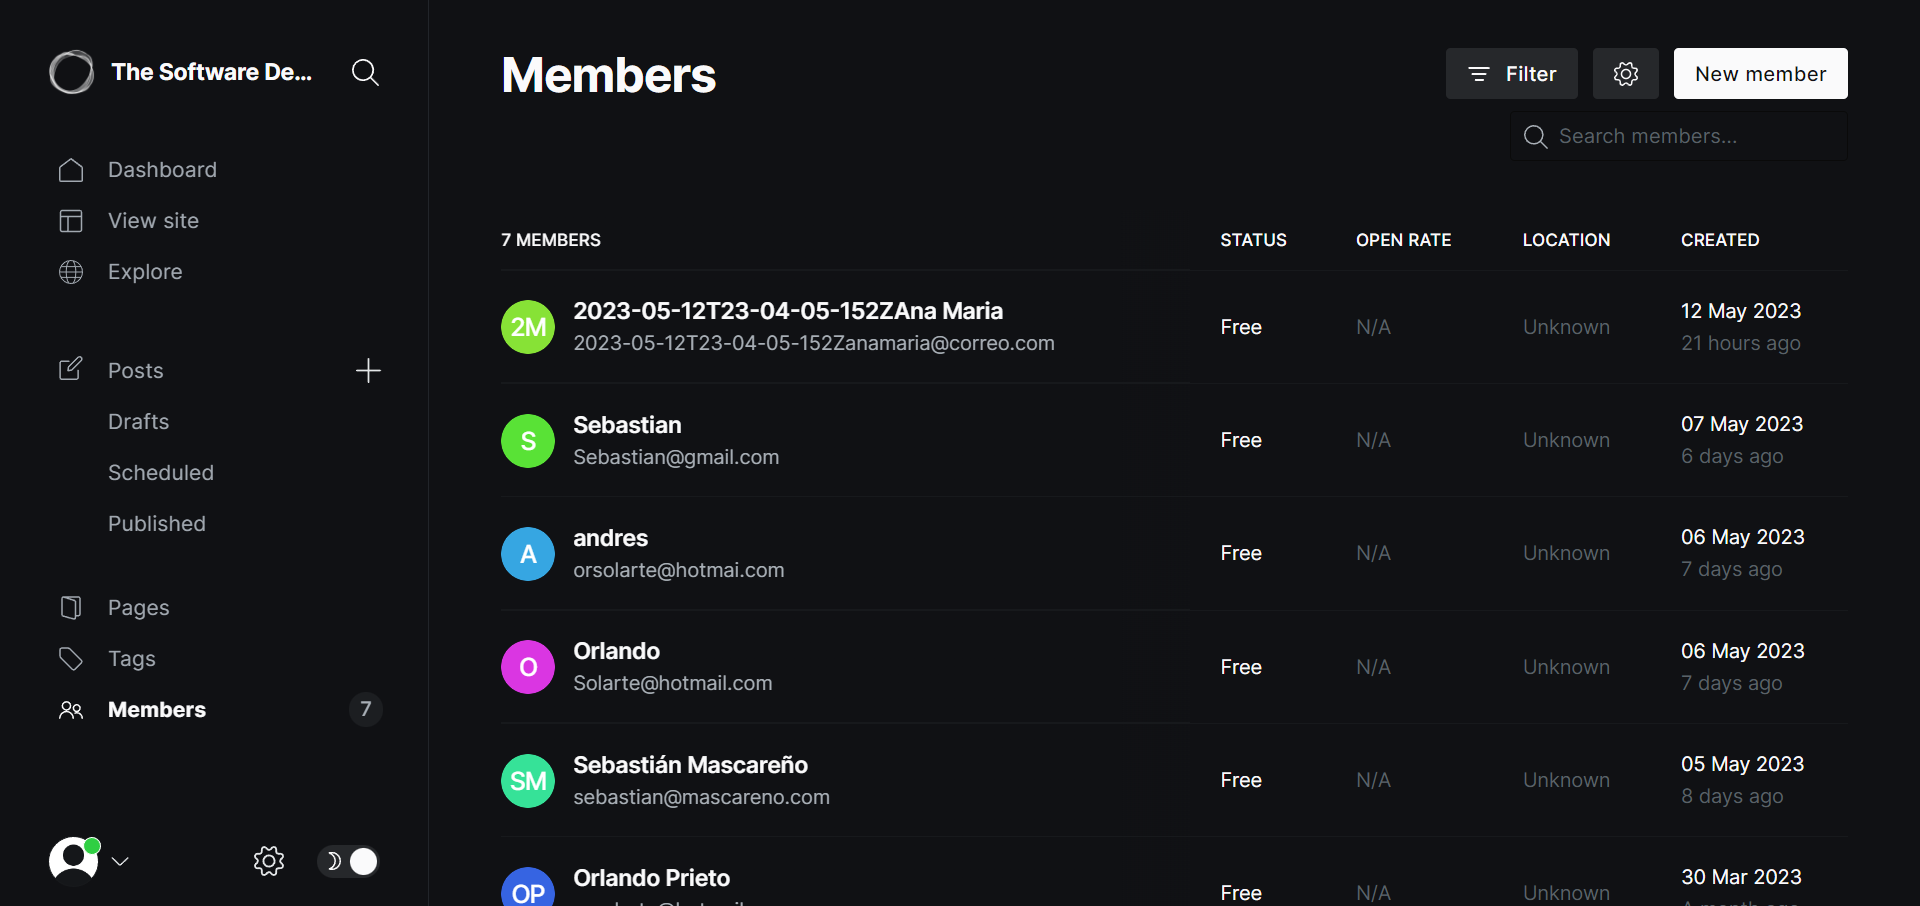 The Software De...
Dashboard
View site
Explore
Posts
Drafts
Scheduled
Published
Pages
Tags
Members 7
Members
Filter
New member
Search members...
7 MEMBERS STATUS OPEN RATE LOCATION CREATED
2M 2023-05-12T23-04-05-152ZAna Maria
2023-05-12T23-04-05-152Zanamaria@correo.com
Free N/A Unknown 12 May 2023
21 hours ago
S Sebastian
Sebastian@gmail.com
Free N/A Unknown 07 May 2023
6 days ago
A andres
orsolarte@hotmai.com
Free N/A Unknown 06 May 2023
7 days ago
O Orlando
Solarte@hotmail.com
Free N/A Unknown 06 May 2023
7 days ago
SM Sebastián Mascareño
sebastian@mascareno.com
Free N/A Unknown 05 May 2023
8 days ago
OP Orlando Prieto
Free N/A Unknown 30 Mar 2023